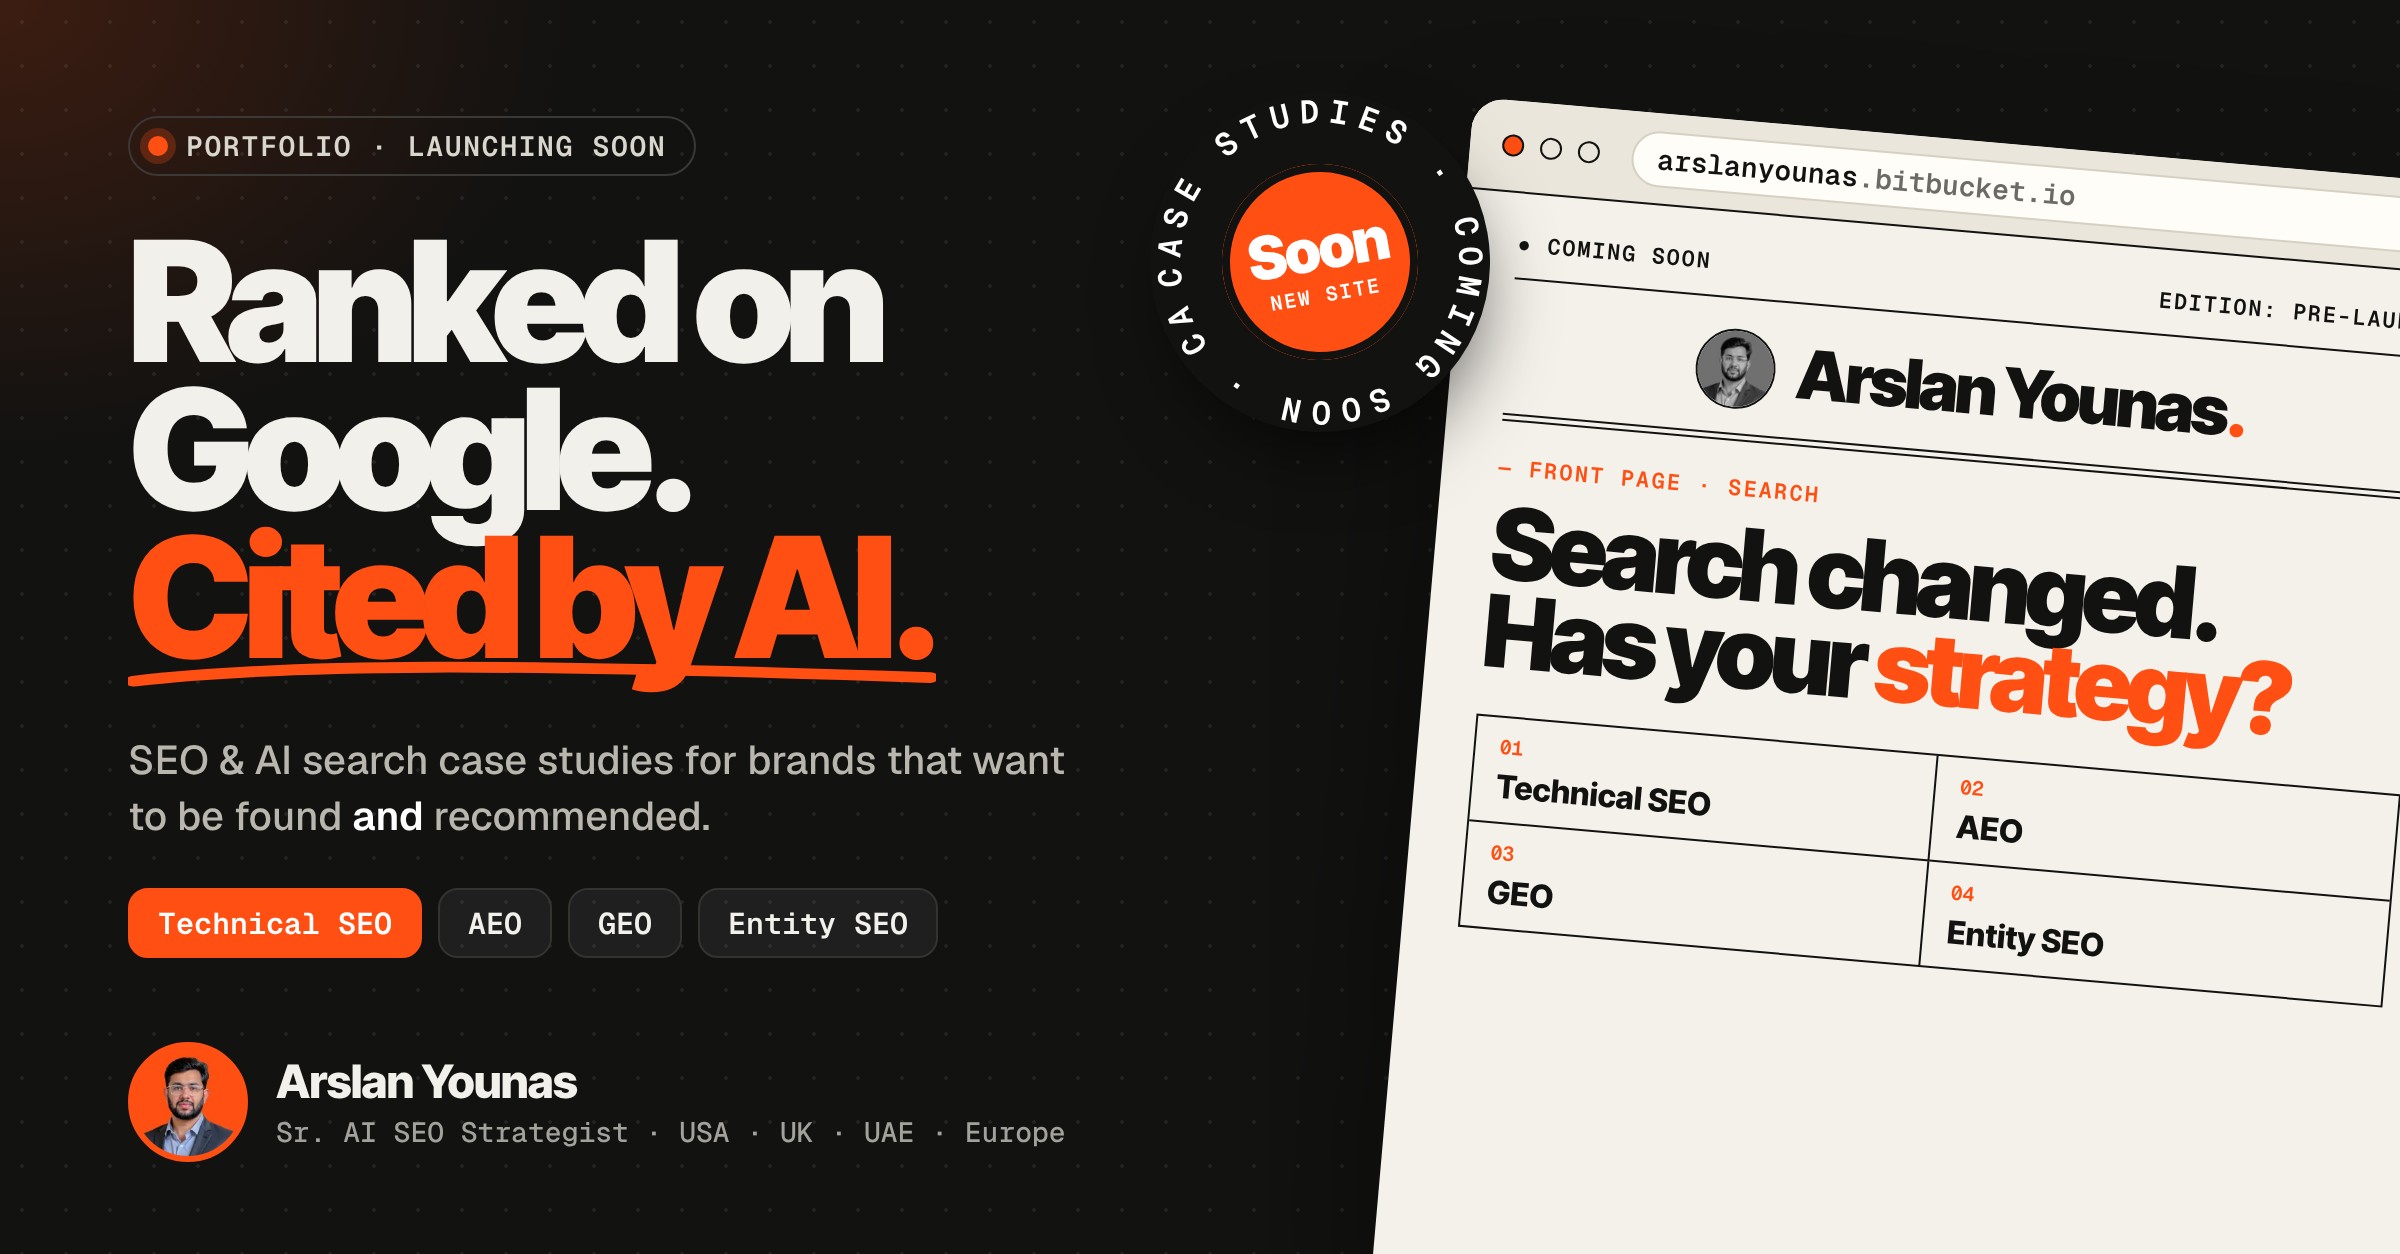 PORTFOLIO · LAUNCHING SOON
Ranked on
Google.
Cited by AI.
SEO & AI search case studies for brands that want
to be found and recommended.
Technical SEO
AEO
GEO
Entity SEO
Arslan Younas
Sr. AI SEO Strategist · USA · UK · UAE · Europe
CASE STUDIES · COMING SOON · CA
Soon
NEW SITE
arslanyounas.bitbucket.io
• COMING SOON
EDITION: PRE-LAU
Arslan Younas.
— FRONT PAGE · SEARCH
Search changed.
Has your strategy?
01
Technical SEO
02
AEO
03
GEO
04
Entity SEO